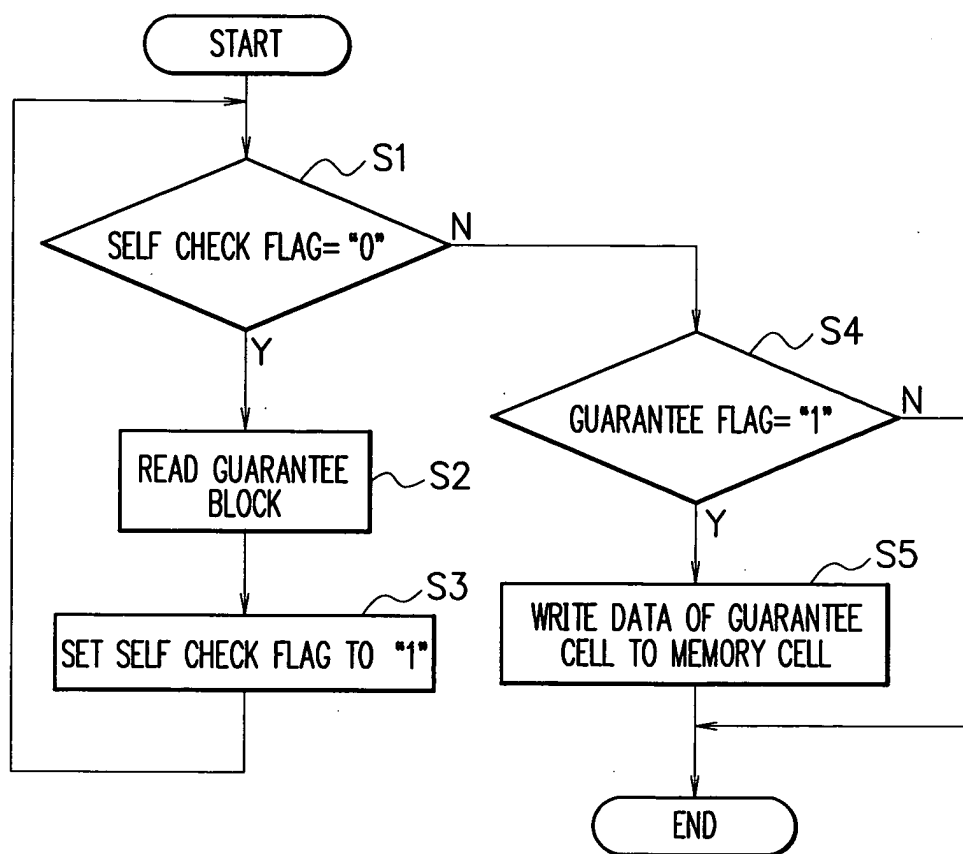 START
S1
SELF CHECK FLAG= "0"
N
Y
S4
GUARANTEE FLAG= "1"
N
Y
READ GUARANTEE
BLOCK
S2
S3
SET SELF CHECK FLAG TO "1"
S5
WRITE DATA OF GUARANTEE
CELL TO MEMORY CELL
END